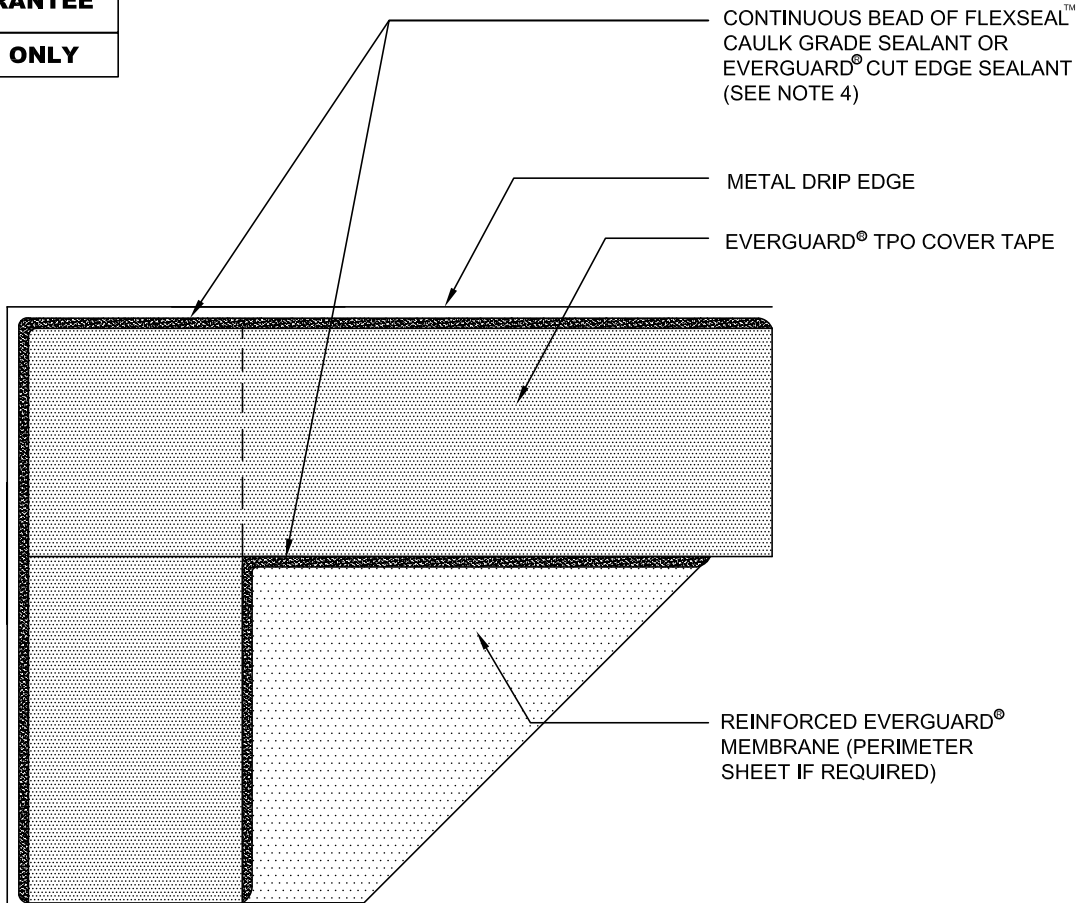 RANTEE
ONLY
CONTINUOUS BEAD OF FLEXSEAL™
CAULK GRADE SEALANT OR
EVERGUARD® CUT EDGE SEALANT
(SEE NOTE 4)
METAL DRIP EDGE
EVERGUARD® TPO COVER TAPE
REINFORCED EVERGUARD®
MEMBRANE (PERIMETER
SHEET IF REQUIRED)